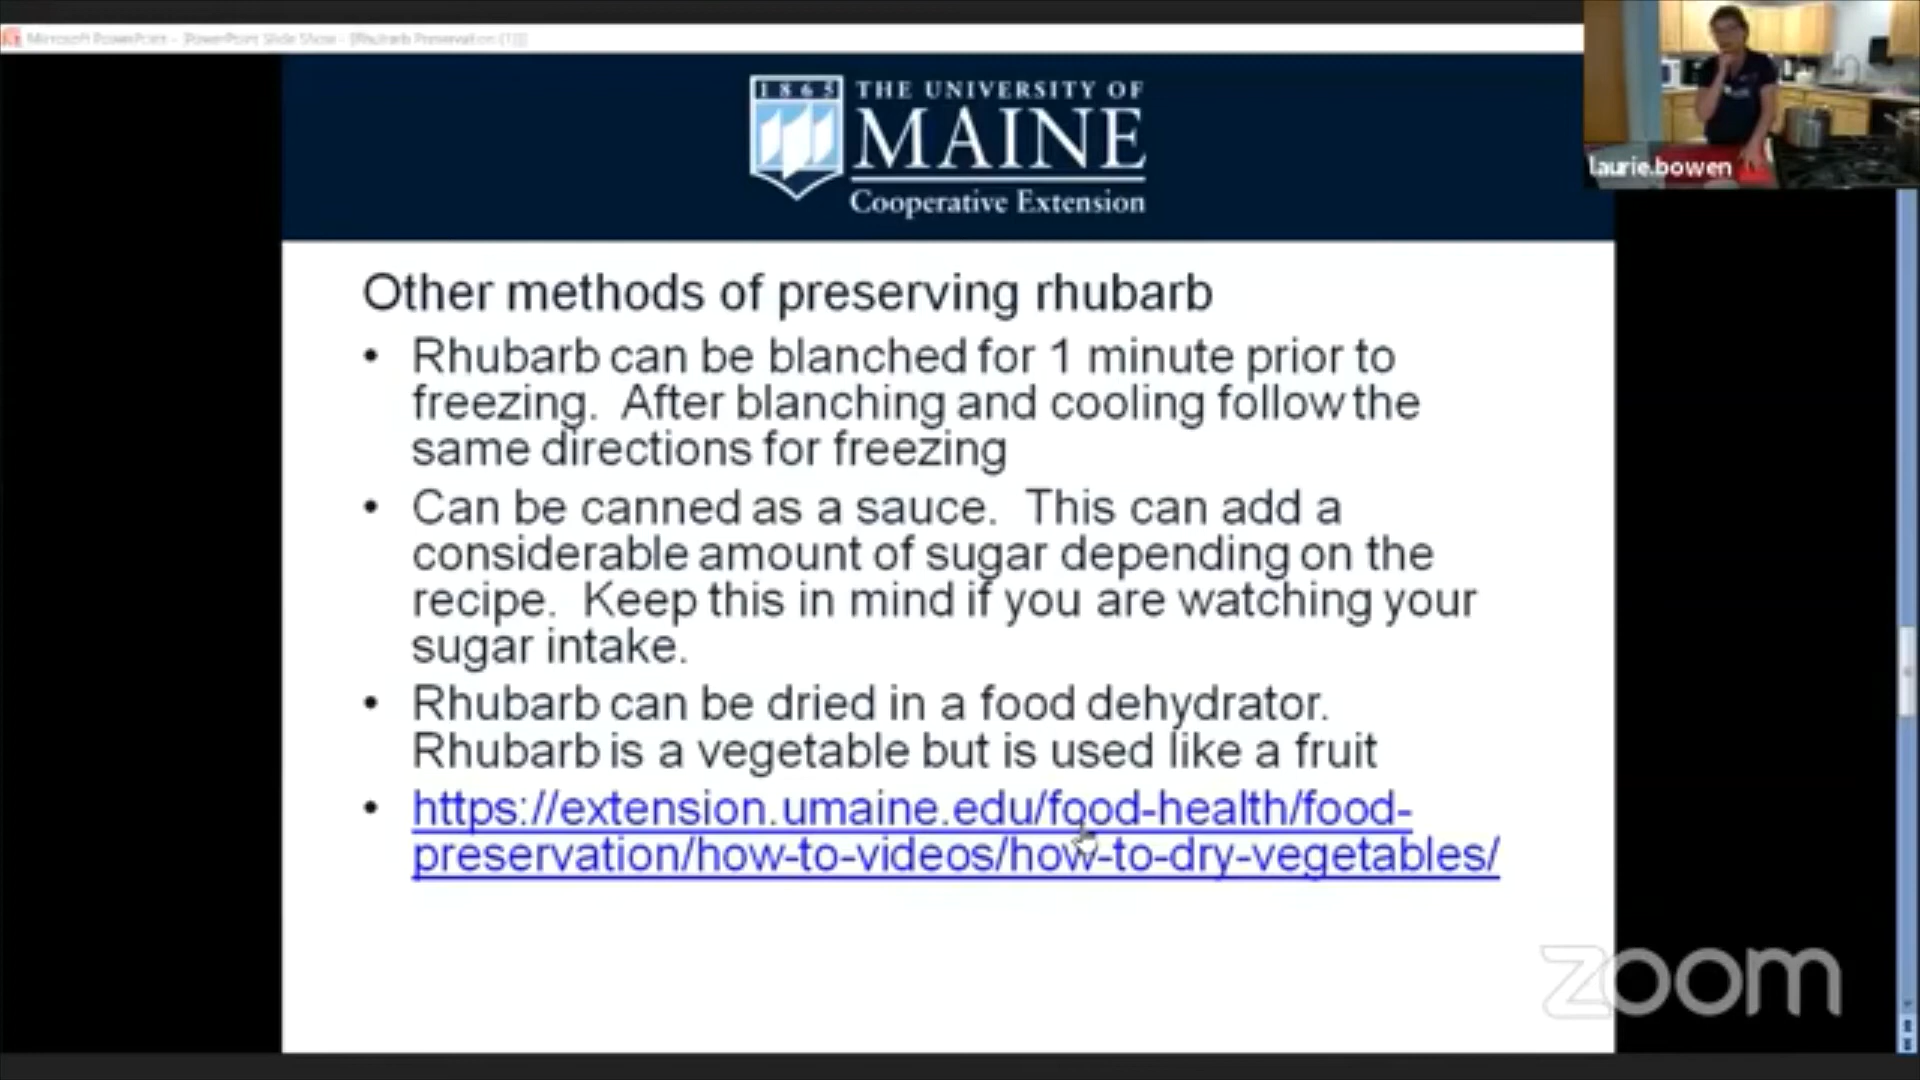 Microsoft PowerPoint - [PowerPoint Slide Show - [Rhubarb Preservation (1)]]
1865
THE UNIVERSITY OF
MAINE
Cooperative Extension
laurie.bowen
Other methods of preserving rhubarb
• Rhubarb can be blanched for 1 minute prior to
freezing. After blanching and cooling follow the
same directions for freezing
• Can be canned as a sauce. This can add a
considerable amount of sugar depending on the
recipe. Keep this in mind if you are watching your
sugar intake.
• Rhubarb can be dried in a food dehydrator.
Rhubarb is a vegetable but is used like a fruit
• https://extension.umaine.edu/food-health/food-
preservation/how-to-videos/how-to-dry-vegetables/
zoom